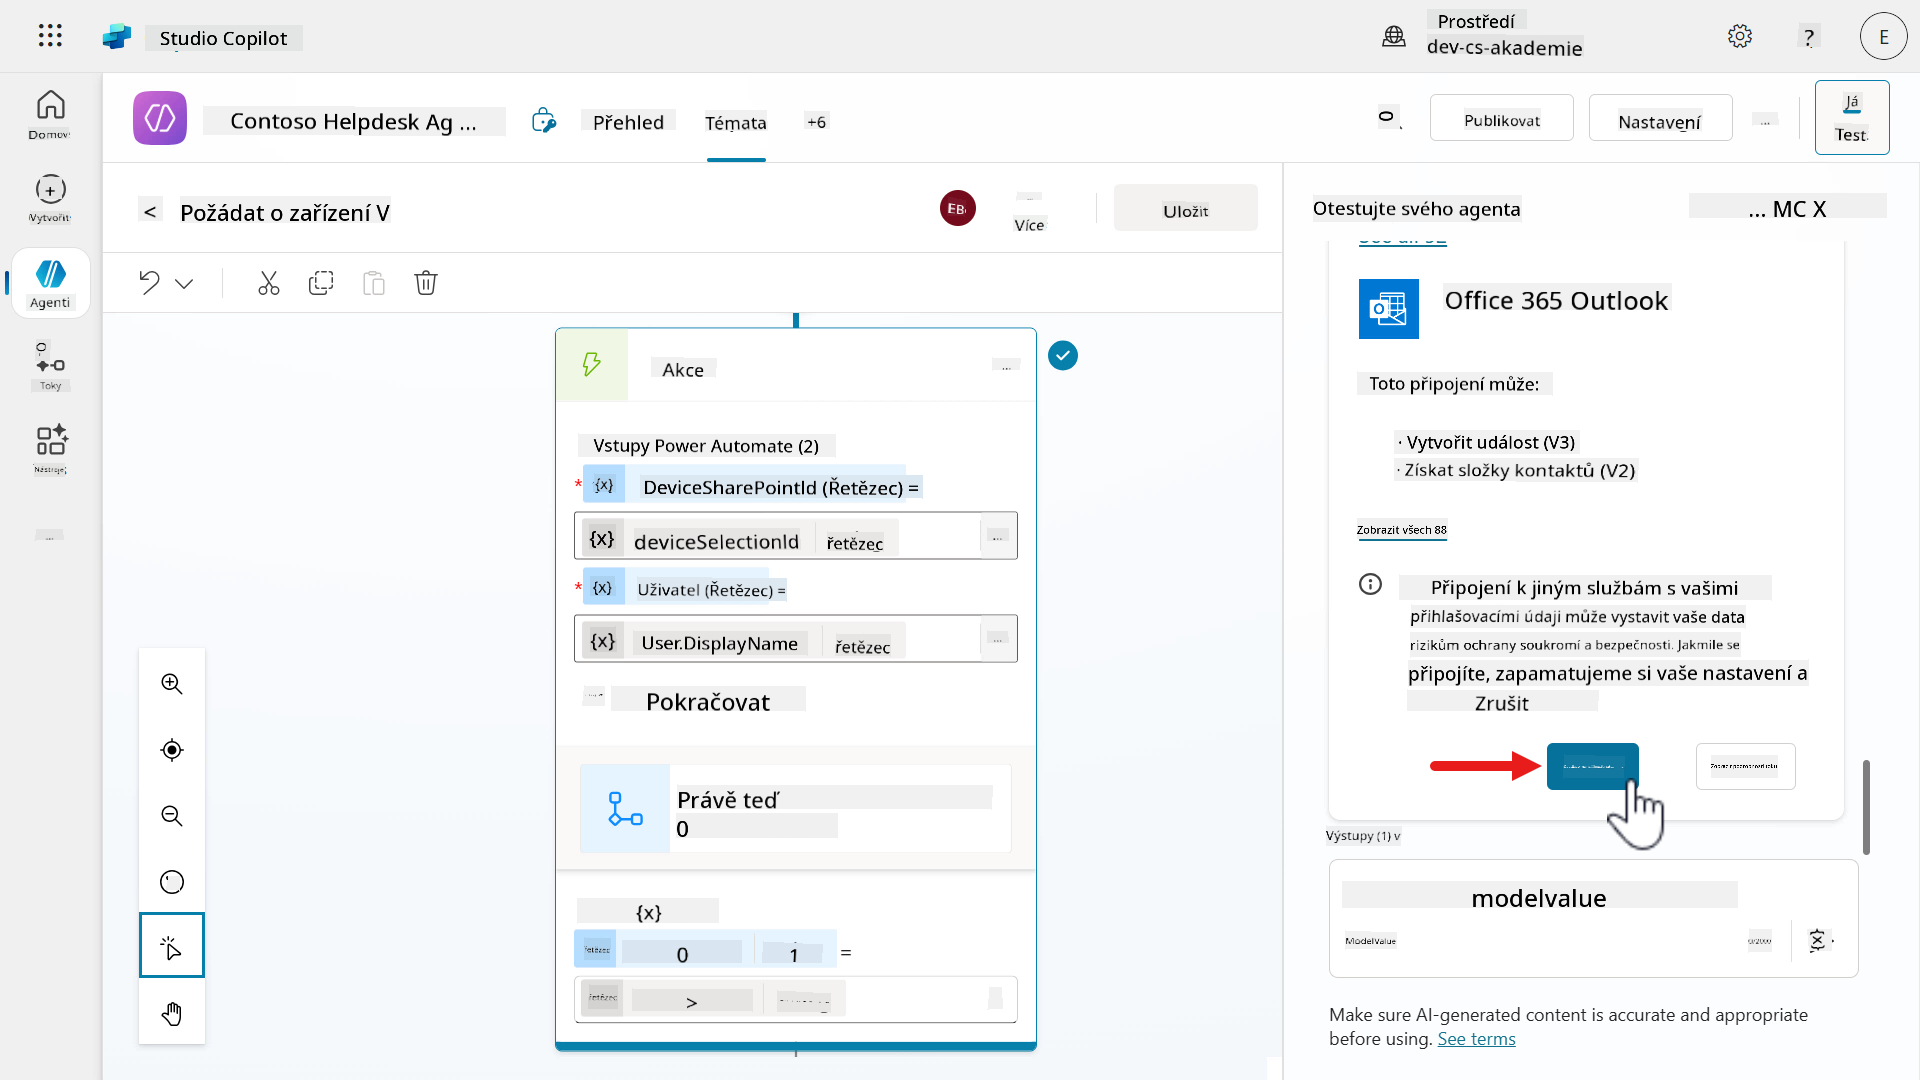 Studio Copilot
Prostředí
dev-cs-akademie
?
E
Domov
Vytvořit
Agenti
Toky
Nástroje
Contoso Helpdesk Ag ...
Přehled
Témata
+6
Publikovat
Nastavení
...
Já
Test
< Požádat o zařízení V
EB
Více
Uložit
Akce
...
Vstupy Power Automate (2)
* {x} DeviceSharePointId (Řetězec) =
{x} deviceSelectionId řetězec ...
* {x} Uživatel (Řetězec) =
{x} User.DisplayName řetězec ...
Pokračovat
Právě teď
0
{x}
řetězec 0 1 =
řetězec >
Otestujte svého agenta
... MC X
Office 365 Outlook
Toto připojení může:
· Vytvořit událost (V3)
· Získat složky kontaktů (V2)
Zobrazit všech 88
Připojení k jiným službám s vašimi
přihlašovacími údaji může vystavit vaše data
rizikům ochrany soukromí a bezpečnosti. Jakmile se
připojíte, zapamatujeme si vaše nastavení a
Zrušit
Výstupy (1) v
modelvalue
ModelValue
0/2000
Make sure AI-generated content is accurate and appropriate
before using. See terms